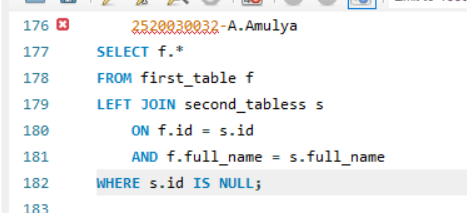 176 2520030032-A.Amulya
177 SELECT f.*
178 FROM first_table f
179 LEFT JOIN second_tabless s
180 ON f.id = s.id
181 AND f.full_name = s.full_name
182 WHERE s.id IS NULL;
183